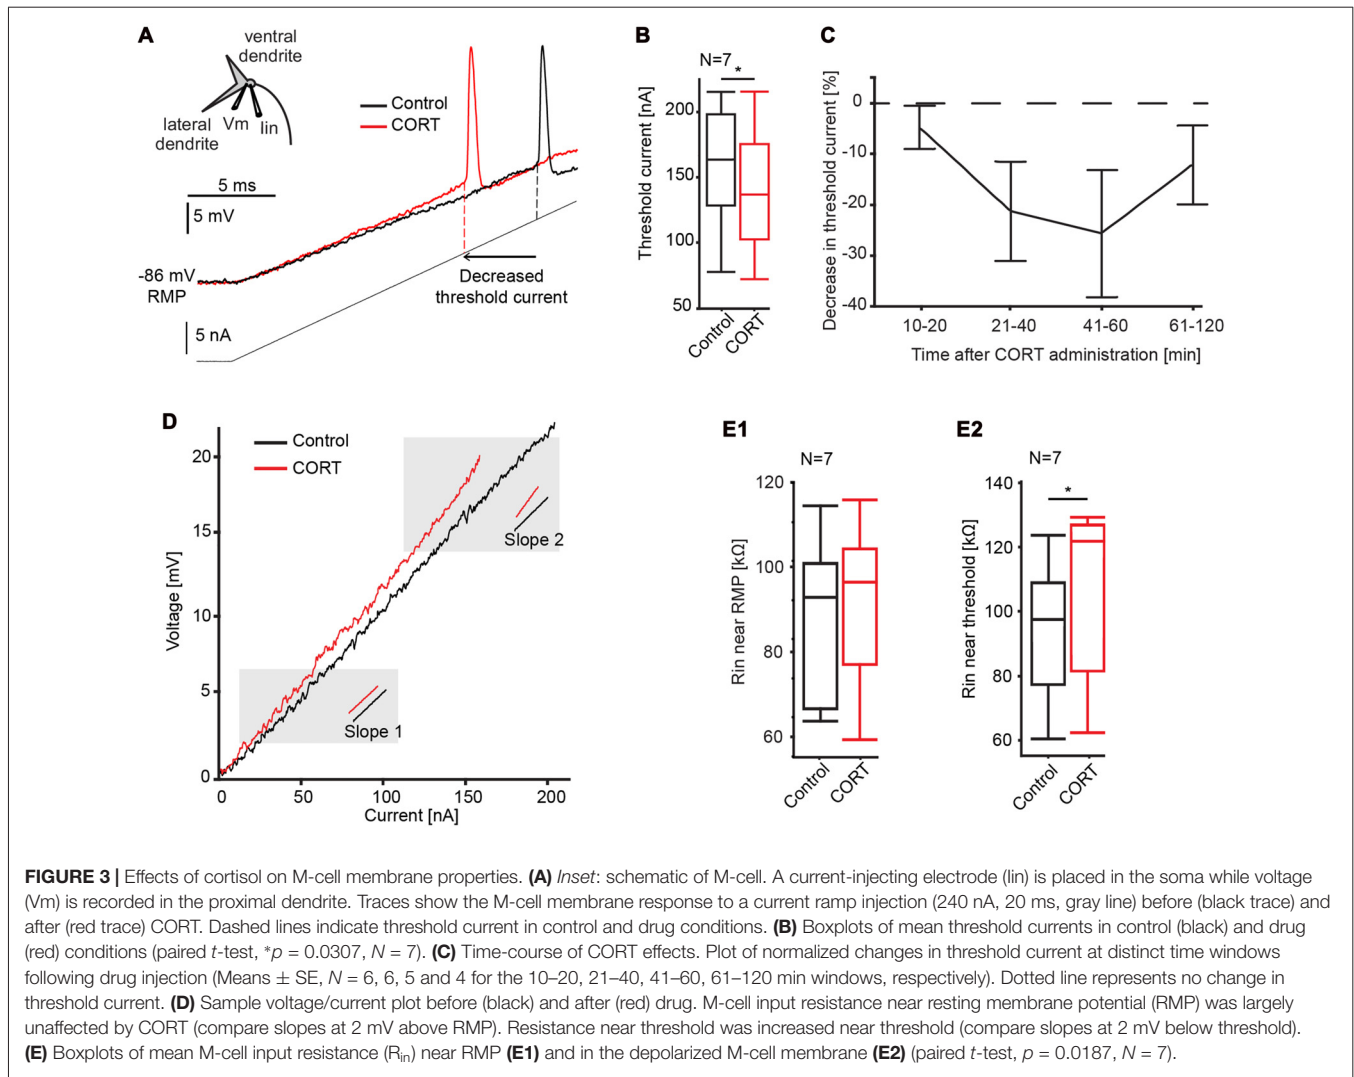 A
ventral
dendrite
lateral
dendrite
Vm
Iin
Control
CORT
5 ms
5 mV
-86 mV
RMP
5 nA
Decreased
threshold current
B
N=7
*
Threshold current [nA]
200
150
100
50
Control
CORT
C
Decrease in threshold current [%]
0
-10
-20
-30
-40
10-20
21-40
41-60
61-120
Time after CORT administration [min]
D
Control
CORT
Voltage [mV]
20
15
10
5
0
Slope 2
Slope 1
0
50
100
150
200
Current [nA]
E1
N=7
Rin near RMP [kΩ]
120
100
80
60
Control
CORT
E2
N=7
*
Rin near threshold [kΩ]
140
120
100
80
60
Control
CORT
FIGURE 3 | Effects of cortisol on M-cell membrane properties. (A) Inset: schematic of M-cell. A current-injecting electrode (Iin) is placed in the soma while voltage
(Vm) is recorded in the proximal dendrite. Traces show the M-cell membrane response to a current ramp injection (240 nA, 20 ms, gray line) before (black trace) and
after (red trace) CORT. Dashed lines indicate threshold current in control and drug conditions. (B) Boxplots of mean threshold currents in control (black) and drug
(red) conditions (paired t-test, *p = 0.0307, N = 7). (C) Time-course of CORT effects. Plot of normalized changes in threshold current at distinct time windows
following drug injection (Means ± SE, N = 6, 6, 5 and 4 for the 10–20, 21–40, 41–60, 61–120 min windows, respectively). Dotted line represents no change in
threshold current. (D) Sample voltage/current plot before (black) and after (red) drug. M-cell input resistance near resting membrane potential (RMP) was largely
unaffected by CORT (compare slopes at 2 mV above RMP). Resistance near threshold was increased near threshold (compare slopes at 2 mV below threshold).
(E) Boxplots of mean M-cell input resistance (Rin) near RMP (E1) and in the depolarized M-cell membrane (E2) (paired t-test, p = 0.0187, N = 7).